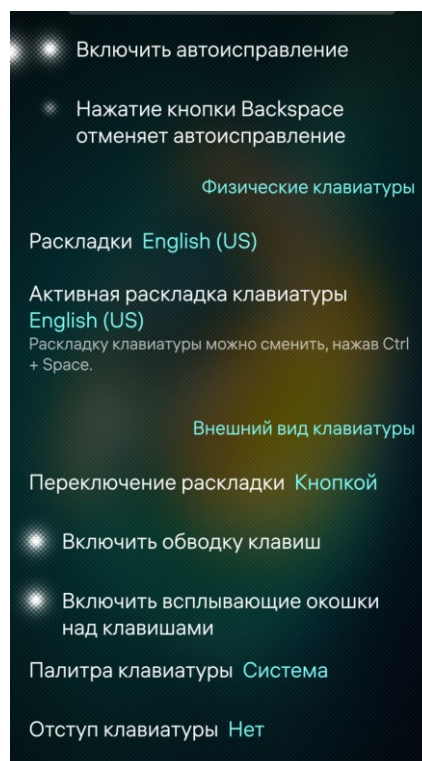 Включить автоисправление
Нажатие кнопки Backspace
отменяет автоисправление
Физические клавиатуры
Раскладки English (US)
Активная раскладка клавиатуры
English (US)
Раскладку клавиатуры можно сменить, нажав Ctrl
+ Space.
Внешний вид клавиатуры
Переключение раскладки Кнопкой
Включить обводку клавиш
Включить всплывающие окошки
над клавишами
Палитра клавиатуры Система
Отступ клавиатуры Нет